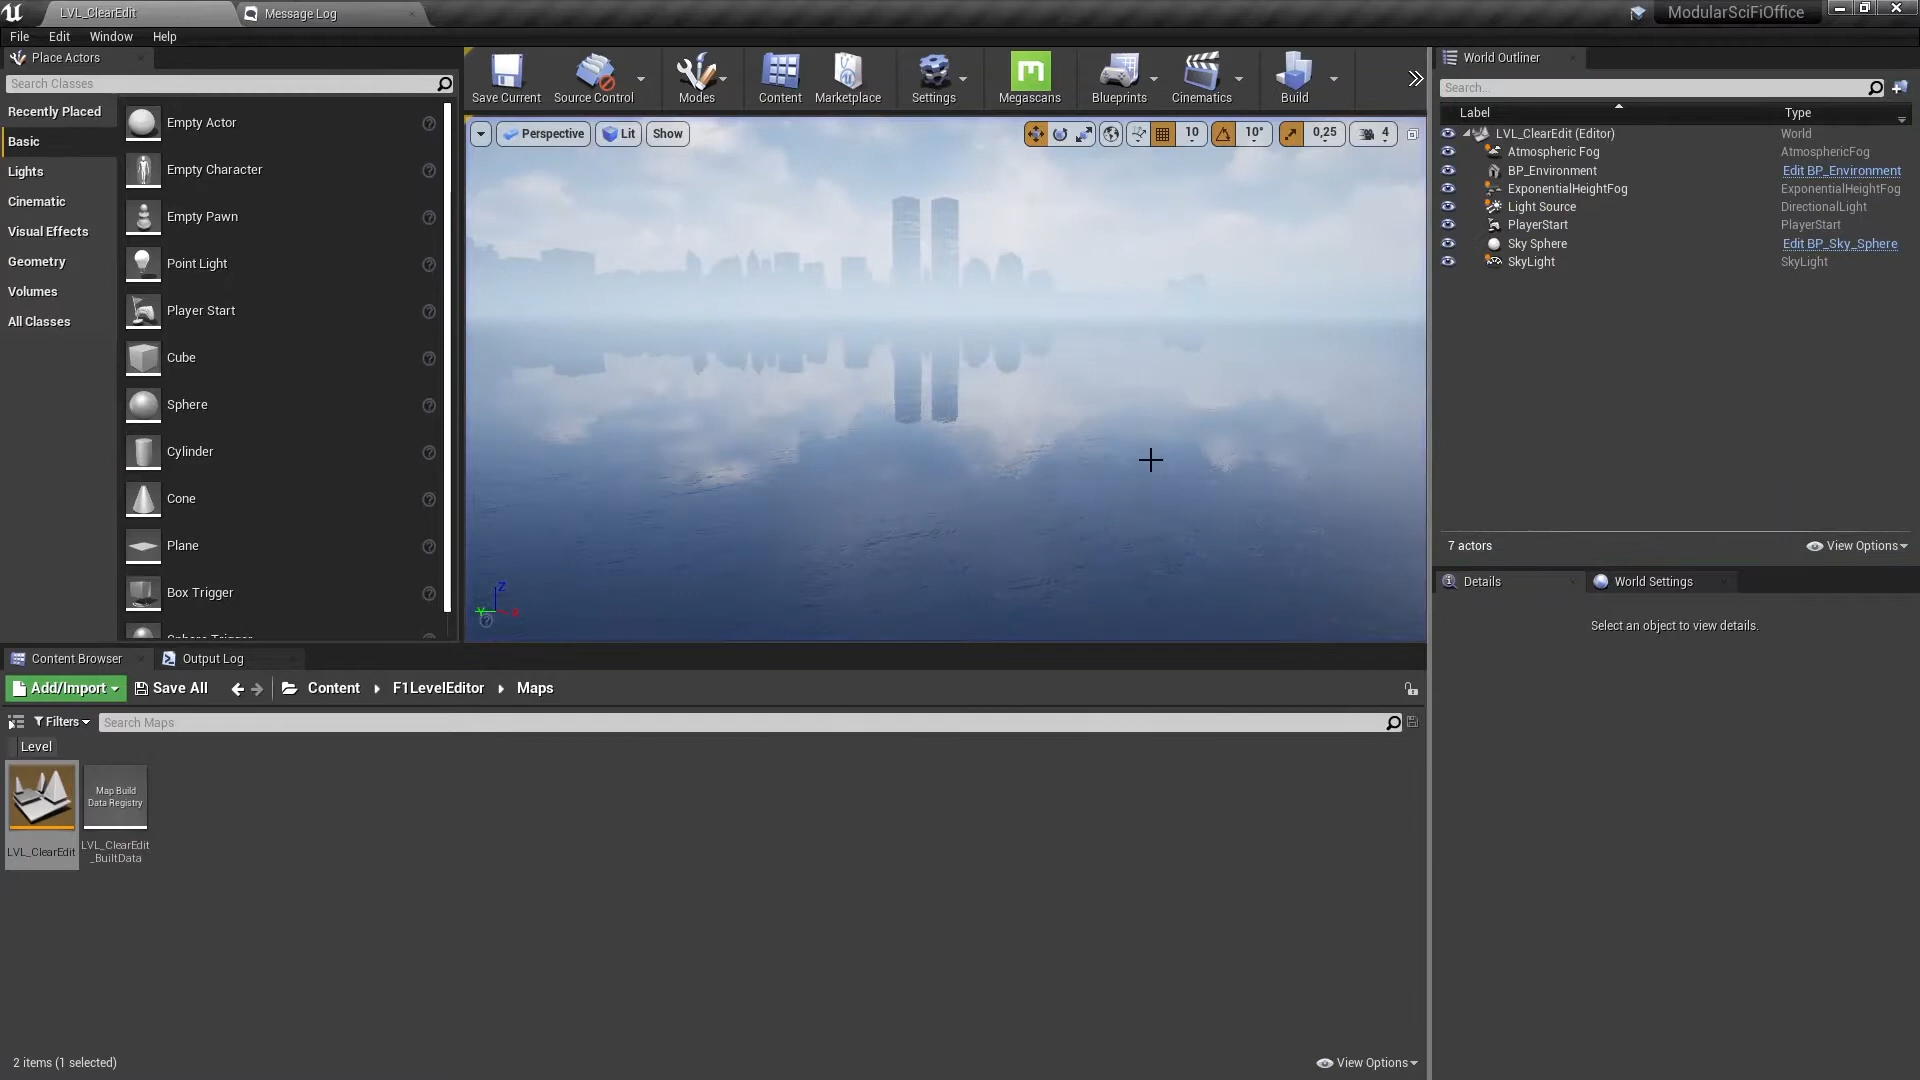 LVL_ClearEdit
Message Log
ModularSciFiOffice
File Edit Window Help
Place Actors
Search Classes
Recently Placed
Basic
Lights
Cinematic
Visual Effects
Geometry
Volumes
All Classes
Empty Actor
Empty Character
Empty Pawn
Point Light
Player Start
Cube
Sphere
Cylinder
Cone
Plane
Box Trigger
Sphere Trigger
Save Current
Source Control
Modes
Content
Marketplace
Settings
Megascans
Blueprints
Cinematics
Build
Perspective
Lit
Show
10
10°
0,25
4
Z
World Outliner
Search...
Label Type
LVL_ClearEdit (Editor) World
Atmospheric Fog AtmosphericFog
BP_Environment Edit BP_Environment
ExponentialHeightFog ExponentialHeightFog
Light Source DirectionalLight
PlayerStart PlayerStart
Sky Sphere Edit BP_Sky_Sphere
SkyLight SkyLight
7 actors
View Options
Details
World Settings
Select an object to view details.
Content Browser
Output Log
Add/Import
Save All
Content
F1LevelEditor
Maps
Filters
Search Maps
Level
Map Build
Data Registry
LVL_ClearEdit
LVL_ClearEdit
_BuiltData
2 items (1 selected)
View Options